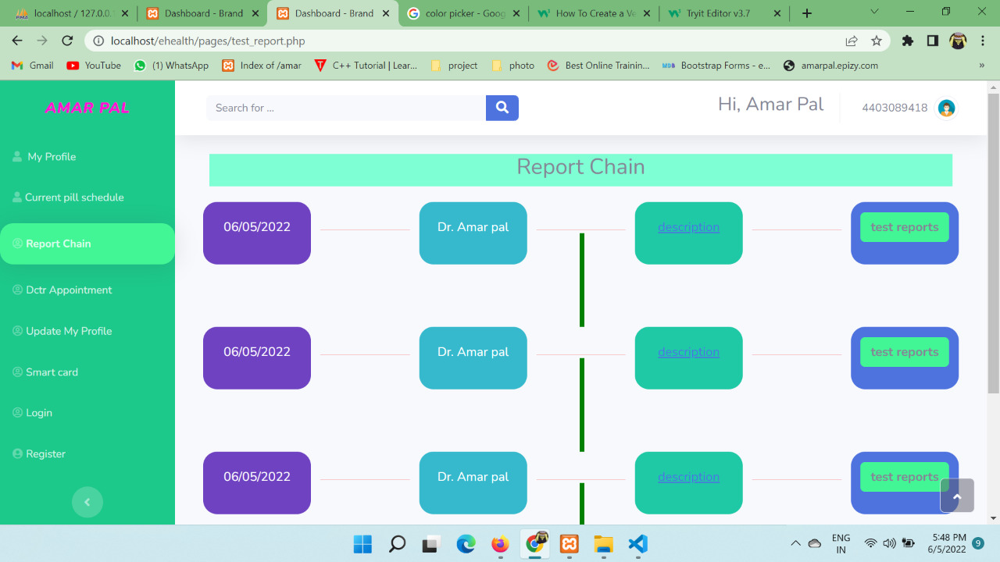 localhost / 127.0.0.1
Dashboard - Brand
Dashboard - Brand
color picker - Goog
How To Create a Ve
Tryit Editor v3.7
localhost/ehealth/pages/test_report.php
Gmail
YouTube
(1) WhatsApp
Index of /amar
C++ Tutorial | Lear...
project
photo
Best Online Trainin...
Bootstrap Forms - e...
amarpal.epizy.com
»
AMAR PAL
My Profile
Current pill schedule
Report Chain
Dctr Appointment
Update My Profile
Smart card
Login
Register
Search for ...
Hi, Amar Pal
4403089418
Report Chain
06/05/2022
Dr. Amar pal
description
test reports
06/05/2022
Dr. Amar pal
description
test reports
06/05/2022
Dr. Amar pal
description
test reports
ENG
IN
5:48 PM
6/5/2022
9